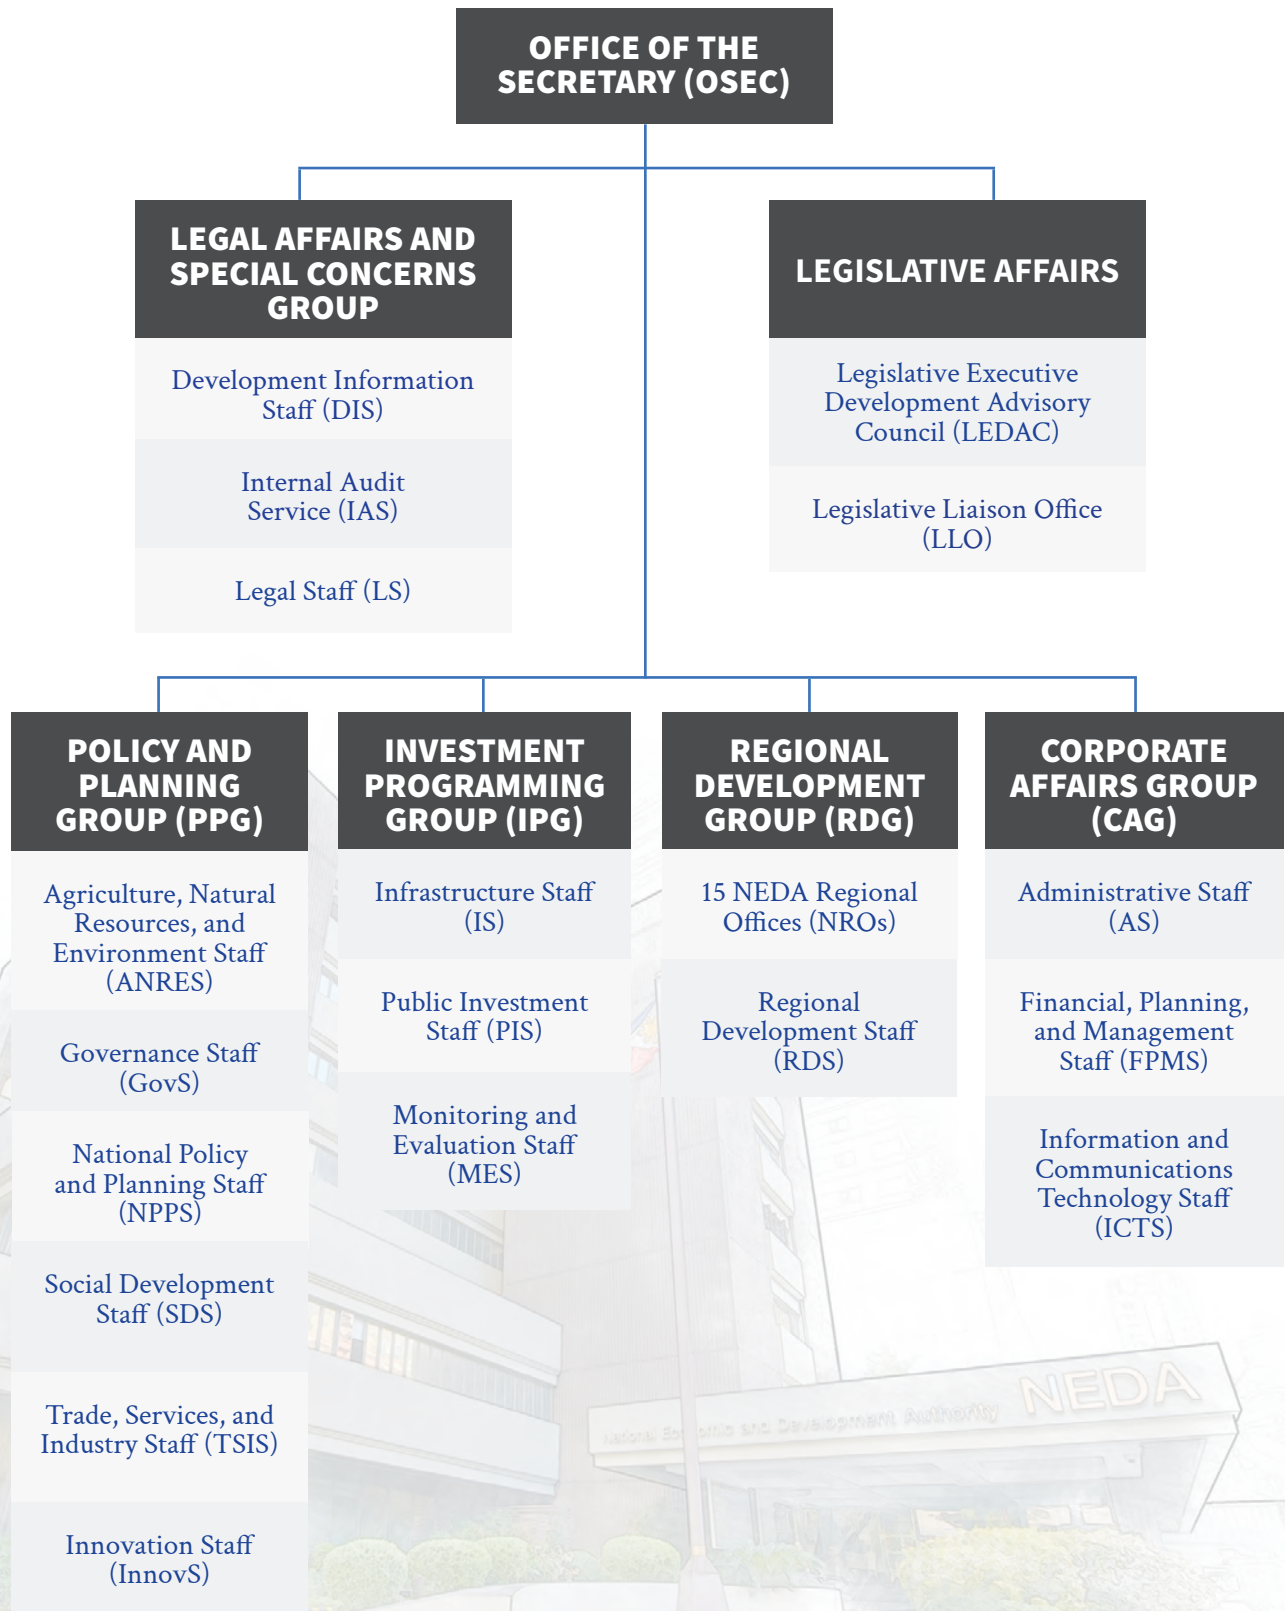 OFFICE OF THE
SECRETARY (OSEC)
LEGAL AFFAIRS AND
SPECIAL CONCERNS
GROUP
Development Information
Staff (DIS)
Internal Audit
Service (IAS)
Legal Staff (LS)
LEGISLATIVE AFFAIRS
Legislative Executive
Development Advisory
Council (LEDAC)
Legislative Liaison Office
(LLO)
POLICY AND
PLANNING
GROUP (PPG)
Agriculture, Natural
Resources, and
Environment Staff
(ANRES)
Governance Staff
(GovS)
National Policy
and Planning Staff
(NPPS)
Social Development
Staff (SDS)
Trade, Services, and
Industry Staff (TSIS)
Innovation Staff
(InnovS)
INVESTMENT
PROGRAMMING
GROUP (IPG)
Infrastructure Staff
(IS)
Public Investment
Staff (PIS)
Monitoring and
Evaluation Staff
(MES)
REGIONAL
DEVELOPMENT
GROUP (RDG)
15 NEDA Regional
Offices (NROs)
Regional
Development Staff
(RDS)
CORPORATE
AFFAIRS GROUP
(CAG)
Administrative Staff
(AS)
Financial, Planning,
and Management
Staff (FPMS)
Information and
Communications
Technology Staff
(ICTS)
National Economic and Development Authority NEDA